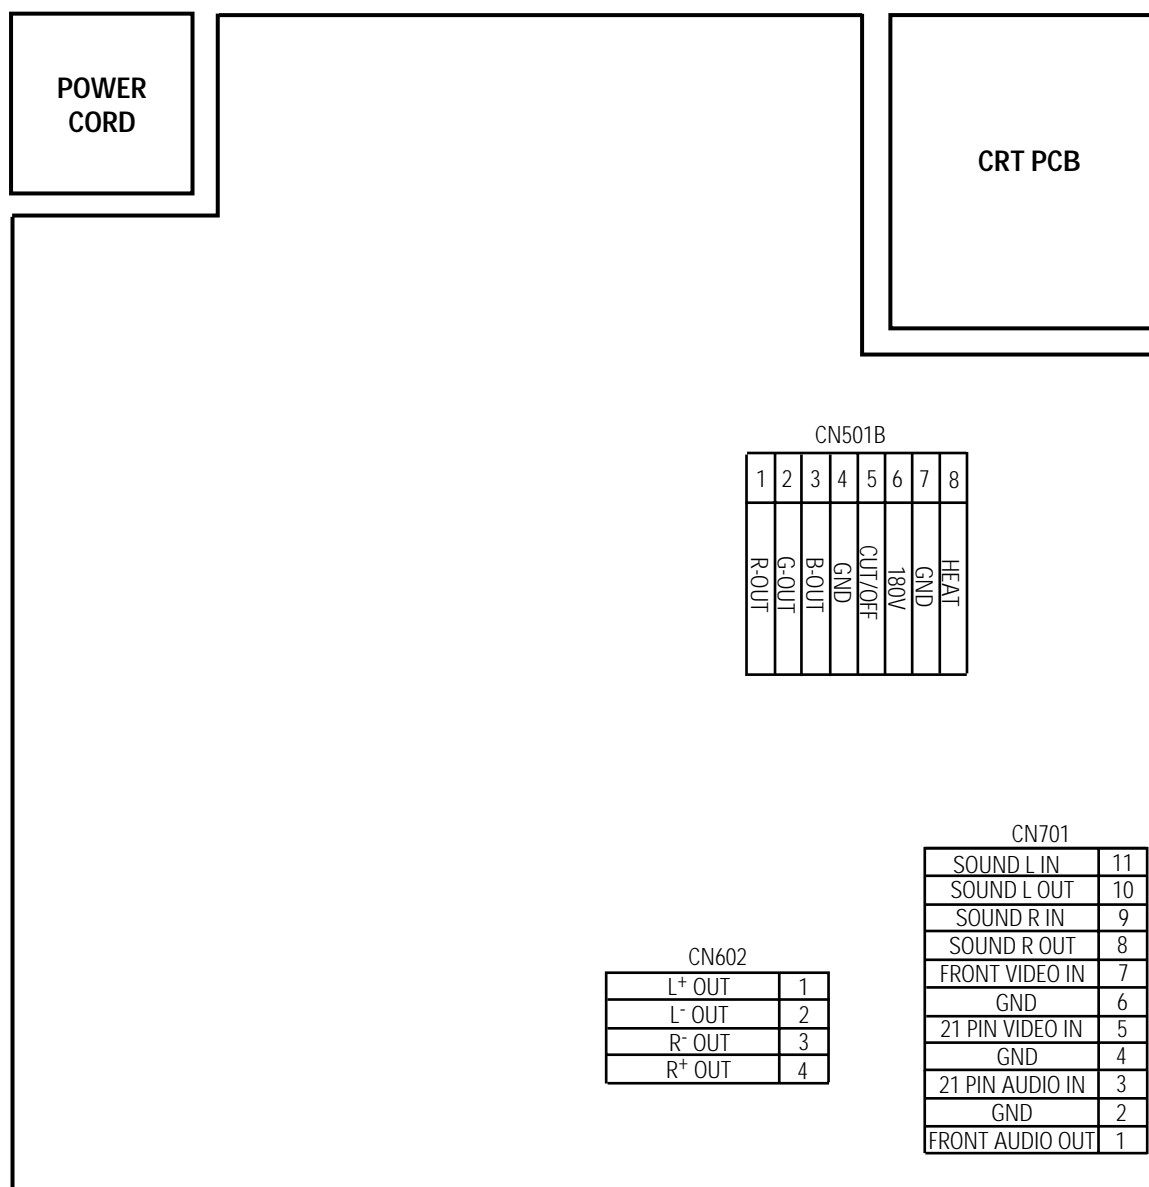 POWER
CORD
CRT PCB
CN501B
1 2 3 4 5 6 7 8
R-OUT G-OUT B-OUT GND CUT/OFF 180V GND HEAT
CN701
SOUND L IN 11
SOUND L OUT 10
SOUND R IN 9
SOUND R OUT 8
FRONT VIDEO IN 7
GND 6
21 PIN VIDEO IN 5
GND 4
21 PIN AUDIO IN 3
GND 2
FRONT AUDIO OUT 1
CN602
L+ OUT 1
L- OUT 2
R- OUT 3
R+ OUT 4